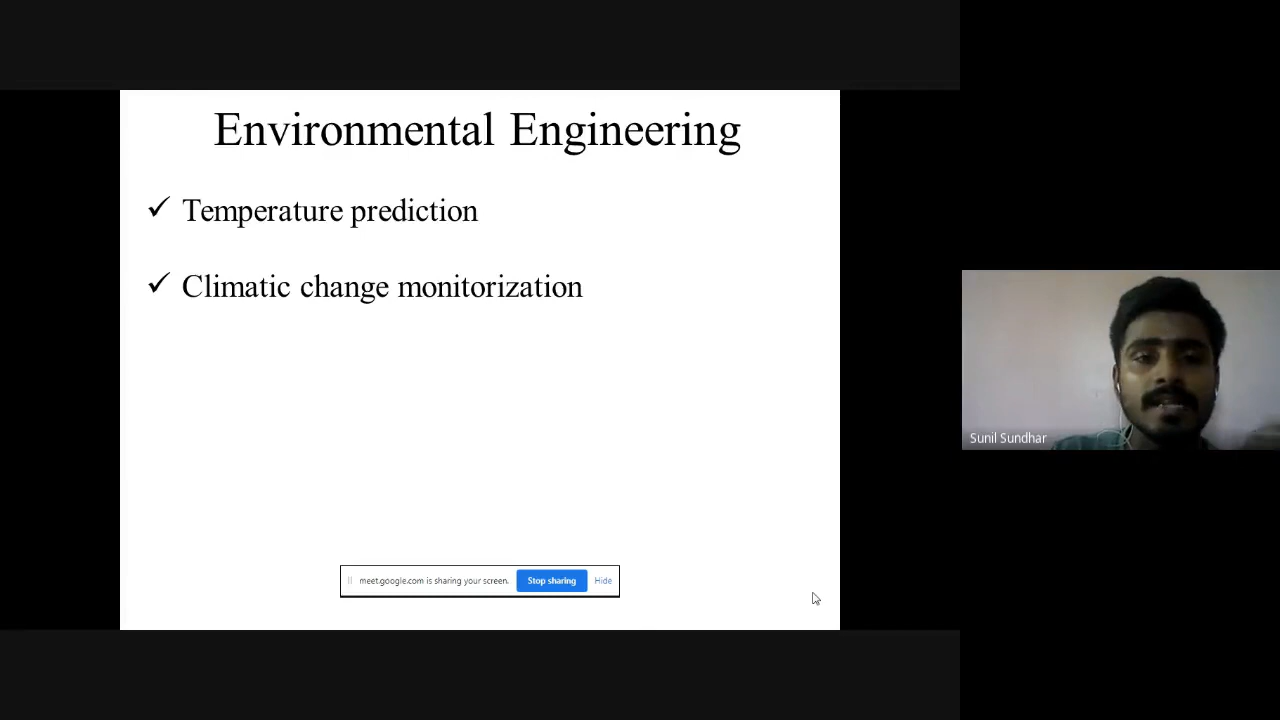 Environmental Engineering
✓ Temperature prediction
✓ Climatic change monitorization
meet.google.com is sharing your screen. Stop sharing Hide
Sunil Sundhar